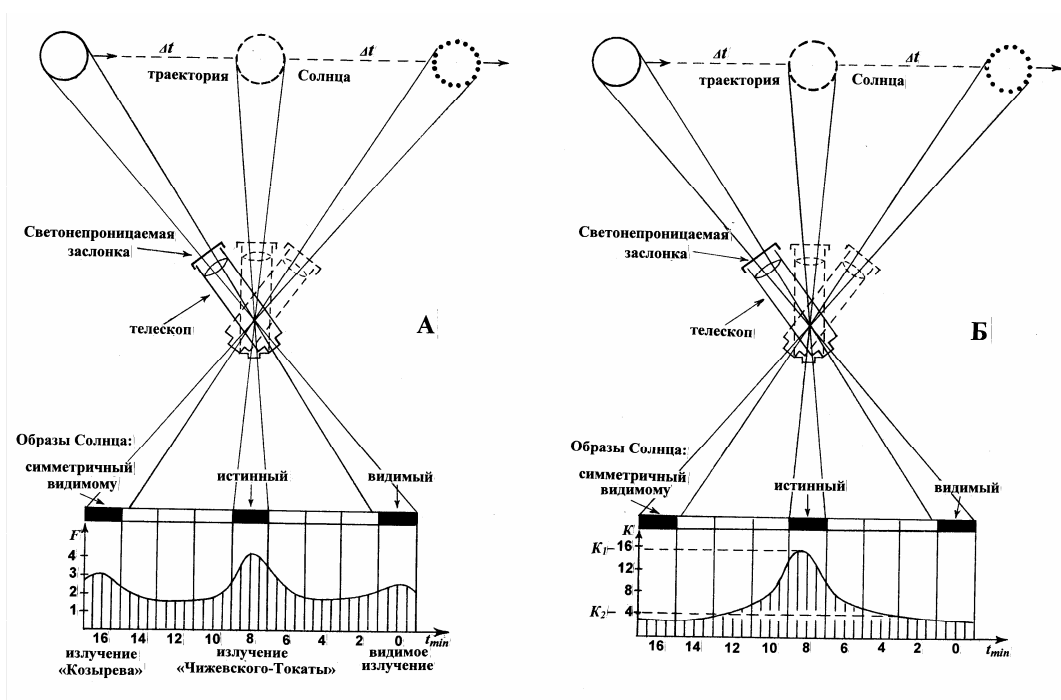 Δt
Δt
траектория Солнца
Светонепроницаемая
заслонка
телескоп
А
Образы Солнца:
симметричный
видимому
истинный
видимый
F
4
3
2
1
16 14 12 10 8 6 4 2 0 tmin
излучение
«Козырева»
излучение
«Чижевского-Токаты»
видимое
излучение
Δt
Δt
траектория Солнца
Светонепроницаемая
заслонка
телескоп
Б
Образы Солнца:
симметричный
видимому
истинный
видимый
K
K1
16
12
8
K2
4
16 14 12 10 8 6 4 2 0 tmin